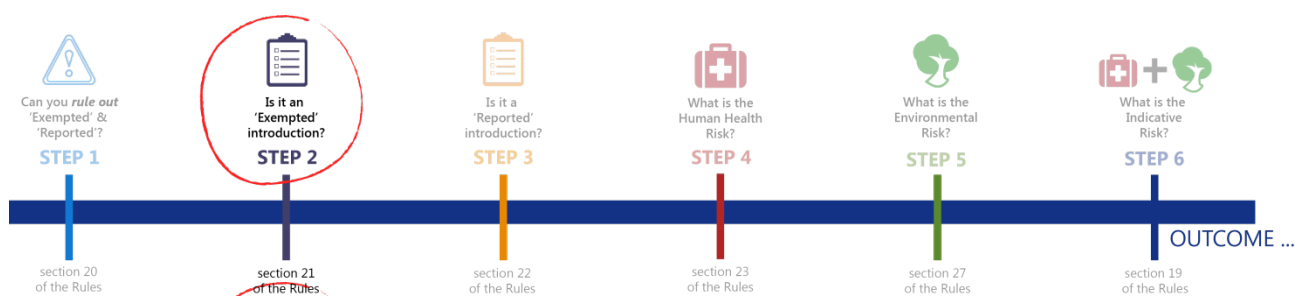 Can you rule out
'Exempted' &
'Reported'?
STEP 1
section 20
of the Rules
Is it an
'Exempted'
introduction?
STEP 2
section 21
of the Rules
Is it a
'Reported'
introduction?
STEP 3
section 22
of the Rules
What is the
Human Health
Risk?
STEP 4
section 23
of the Rules
What is the
Environmental
Risk?
STEP 5
section 27
of the Rules
What is the
Indicative
Risk?
STEP 6
section 19
of the Rules
OUTCOME ...